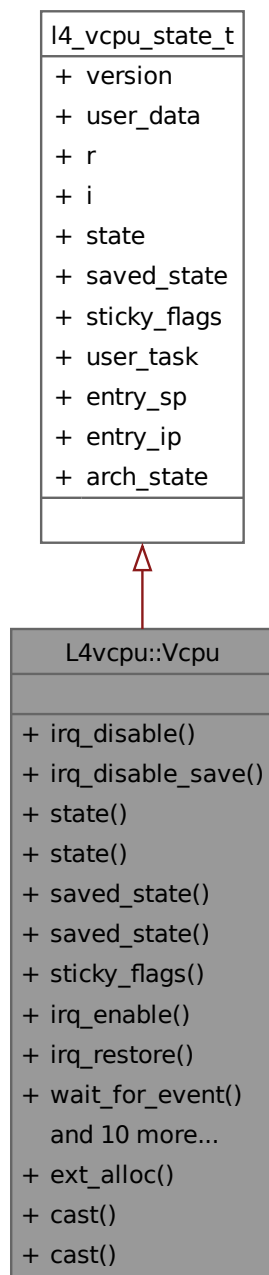 l4_vcpu_state_t
+ version
+ user_data
+ r
+ i
+ state
+ saved_state
+ sticky_flags
+ user_task
+ entry_sp
+ entry_ip
+ arch_state
L4vcpu::Vcpu
+ irq_disable()
+ irq_disable_save()
+ state()
+ state()
+ saved_state()
+ saved_state()
+ sticky_flags()
+ irq_enable()
+ irq_restore()
+ wait_for_event()
and 10 more...
+ ext_alloc()
+ cast()
+ cast()